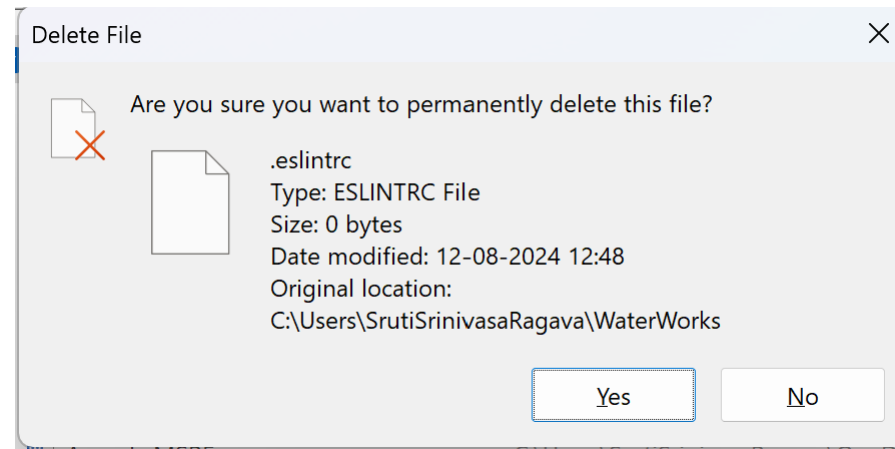 Delete File
Are you sure you want to permanently delete this file?
.eslintrc
Type: ESLINTRC File
Size: 0 bytes
Date modified: 12-08-2024 12:48
Original location:
C:\Users\SrutiSrinivasaRagava\WaterWorks
Yes
No